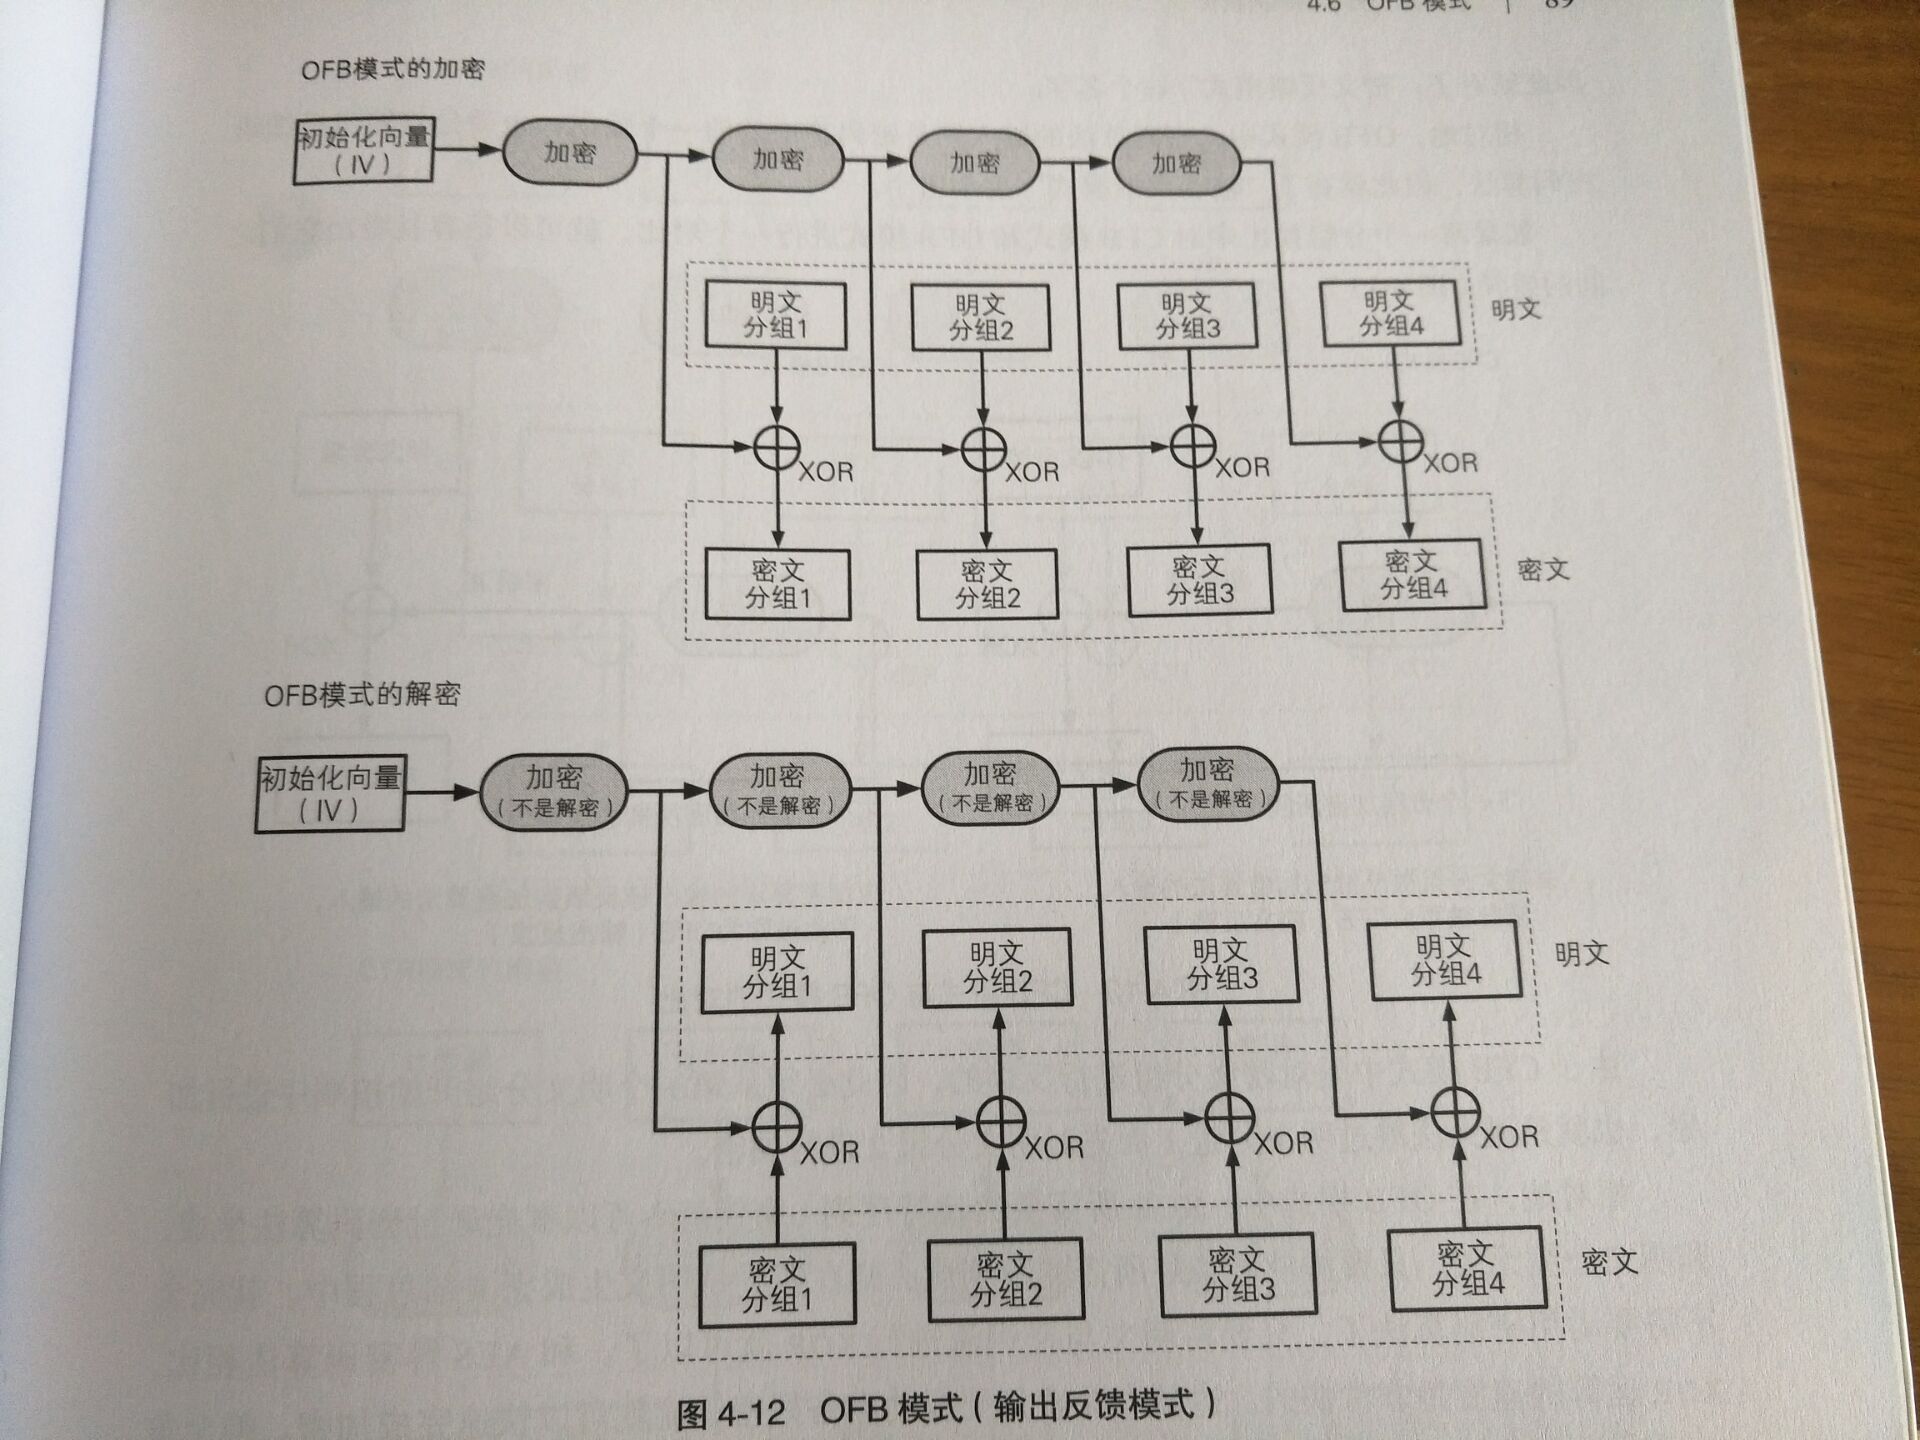 4.6 OFB 模式 | 89
OFB模式的加密
初始化向量
（IV）
加密
加密
加密
加密
明文
分组1
明文
分组2
明文
分组3
明文
分组4
明文
XOR
XOR
XOR
XOR
密文
分组1
密文
分组2
密文
分组3
密文
分组4
密文
OFB模式的解密
初始化向量
（IV）
加密
（不是解密）
加密
（不是解密）
加密
（不是解密）
加密
（不是解密）
明文
分组1
明文
分组2
明文
分组3
明文
分组4
明文
XOR
XOR
XOR
XOR
密文
分组1
密文
分组2
密文
分组3
密文
分组4
密文
图 4-12 OFB 模式（输出反馈模式）